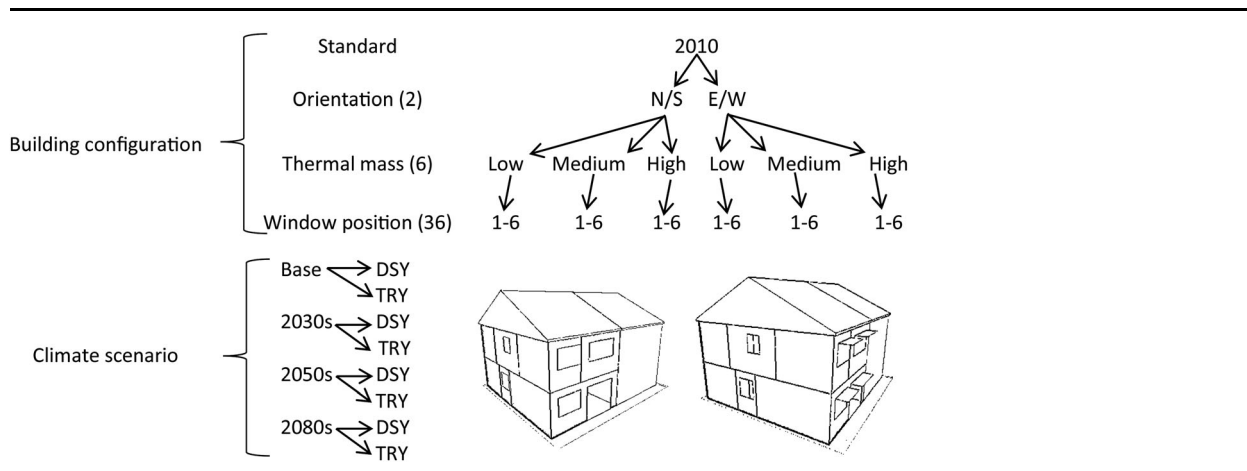 Standard 2010
Orientation (2) N/S E/W
Building configuration
Thermal mass (6) Low Medium High Low Medium High
Window position (36) 1-6 1-6 1-6 1-6 1-6 1-6
Base DSY
TRY
2030s DSY
TRY
Climate scenario
2050s DSY
TRY
2080s DSY
TRY